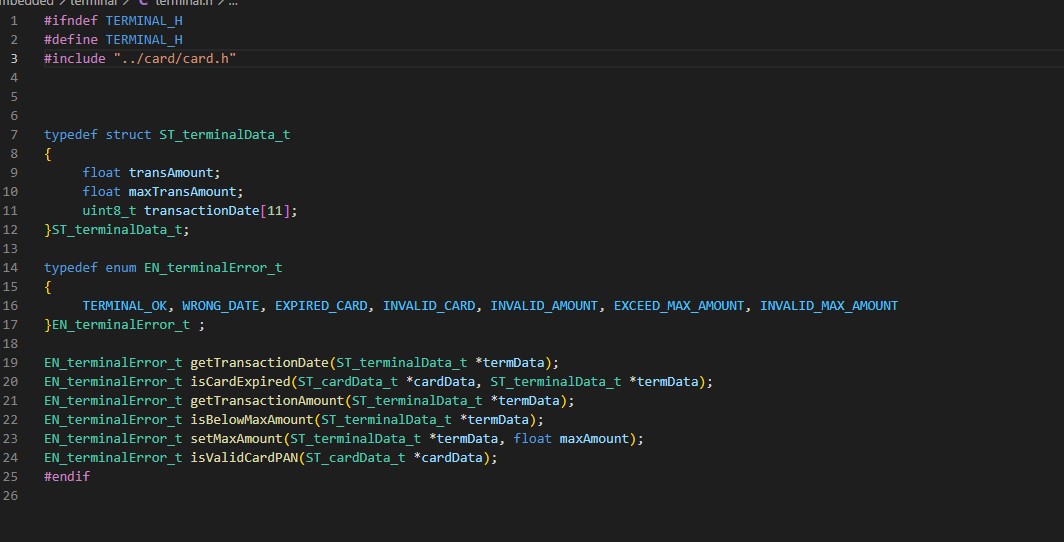 terminal > C terminal.h > ...
1 #ifndef TERMINAL_H
2 #define TERMINAL_H
3 #include "../card/card.h"
4
5
6
7 typedef struct ST_terminalData_t
8 {
9 float transAmount;
10 float maxTransAmount;
11 uint8_t transactionDate[11];
12 }ST_terminalData_t;
13
14 typedef enum EN_terminalError_t
15 {
16 TERMINAL_OK, WRONG_DATE, EXPIRED_CARD, INVALID_CARD, INVALID_AMOUNT, EXCEED_MAX_AMOUNT, INVALID_MAX_AMOUNT
17 }EN_terminalError_t ;
18
19 EN_terminalError_t getTransactionDate(ST_terminalData_t *termData);
20 EN_terminalError_t isCardExpired(ST_cardData_t *cardData, ST_terminalData_t *termData);
21 EN_terminalError_t getTransactionAmount(ST_terminalData_t *termData);
22 EN_terminalError_t isBelowMaxAmount(ST_terminalData_t *termData);
23 EN_terminalError_t setMaxAmount(ST_terminalData_t *termData, float maxAmount);
24 EN_terminalError_t isValidCardPAN(ST_cardData_t *cardData);
25 #endif
26